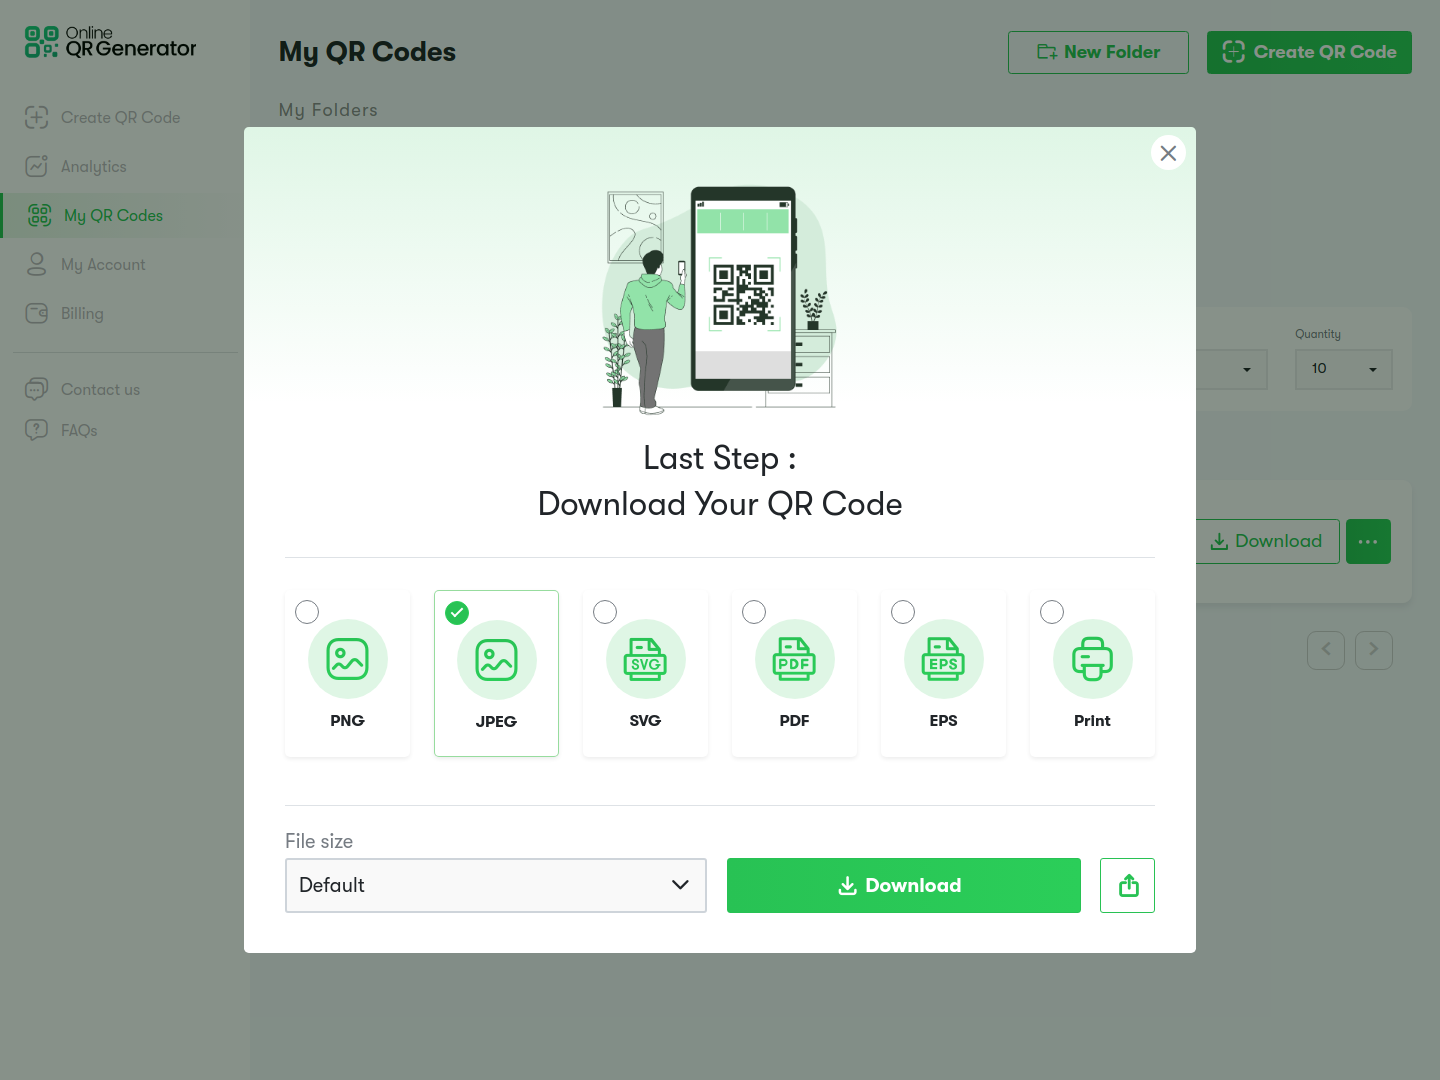 Online
QR Generator
Create QR Code
Analytics
My QR Codes
My Account
Billing
Contact us
FAQs
My QR Codes
New Folder
Create QR Code
My Folders
Quantity
10
Download
Last Step :
Download Your QR Code
PNG
JPEG
SVG
SVG
PDF
PDF
EPS
EPS
Print
File size
Default
Download